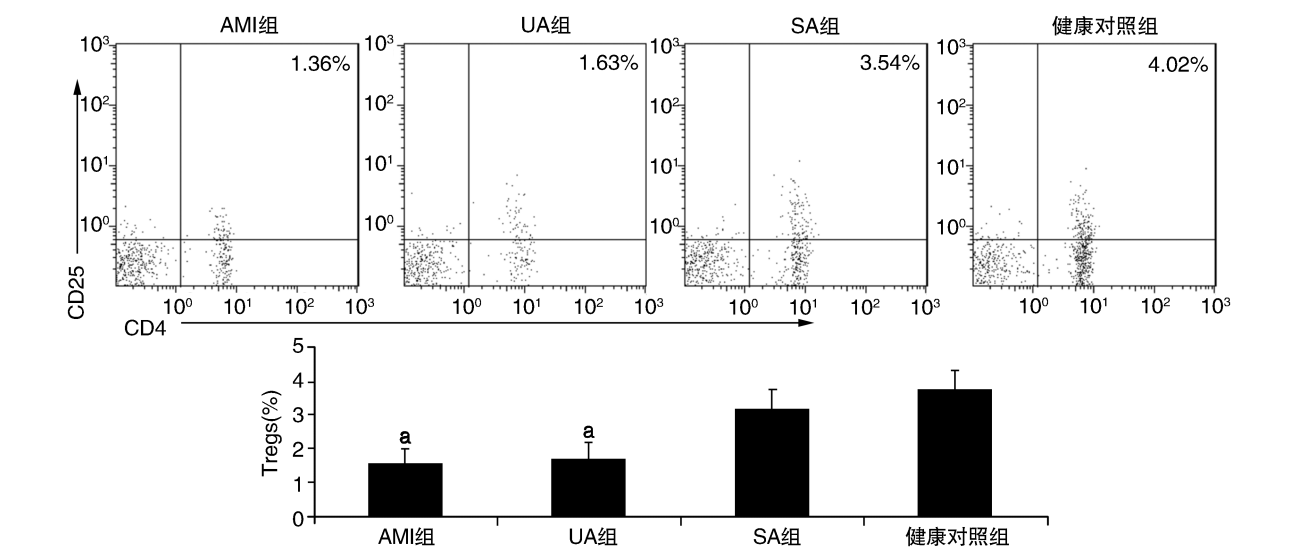 AMI组 UA组 SA组 健康对照组
10³ 10³ 10³ 10³
1.36% 1.63% 3.54% 4.02%
10² 10² 10² 10²
10¹ 10¹ 10¹ 10¹
10⁰ 10⁰ 10⁰ 10⁰
CD25
10⁰ 10¹ 10² 10³ 10⁰ 10¹ 10² 10³ 10⁰ 10¹ 10² 10³ 10⁰ 10¹ 10² 10³
CD4
Tregs(%)
5
4
3
2
1
0
a a
AMI组 UA组 SA组 健康对照组